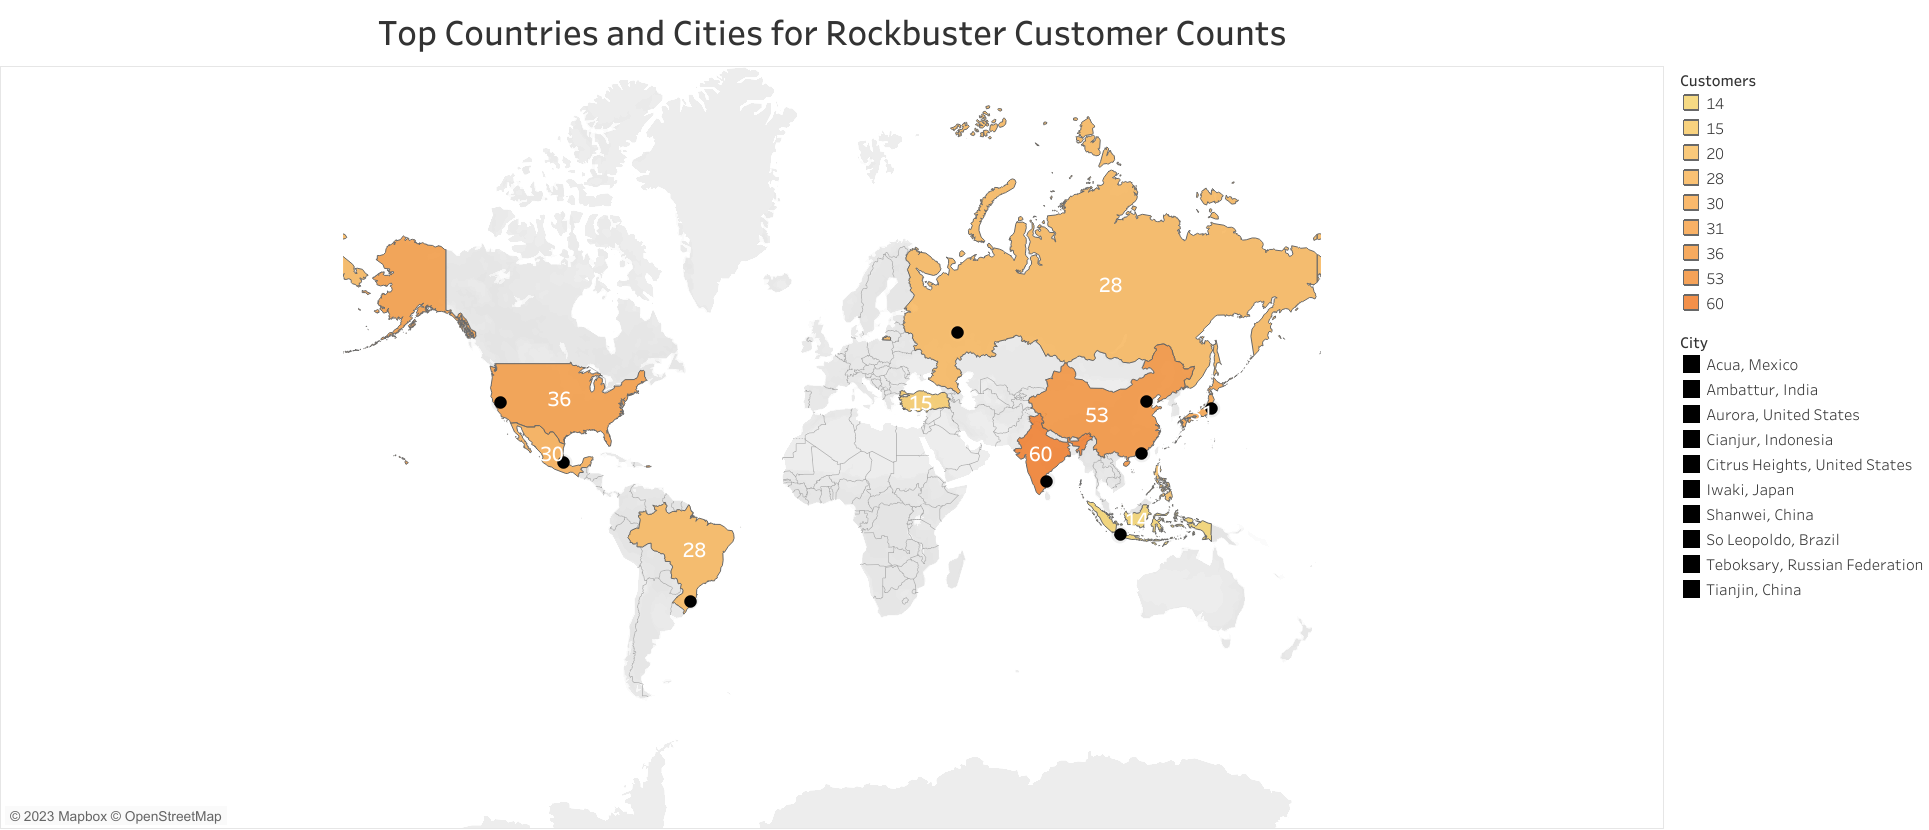 Top Countries and Cities for Rockbuster Customer Counts
28
36
15
53
30
60
14
28
© 2023 Mapbox © OpenStreetMap
Customers
14
15
20
28
30
31
36
53
60
City
Acua, Mexico
Ambattur, India
Aurora, United States
Cianjur, Indonesia
Citrus Heights, United States
Iwaki, Japan
Shanwei, China
So Leopoldo, Brazil
Teboksary, Russian Federation
Tianjin, China